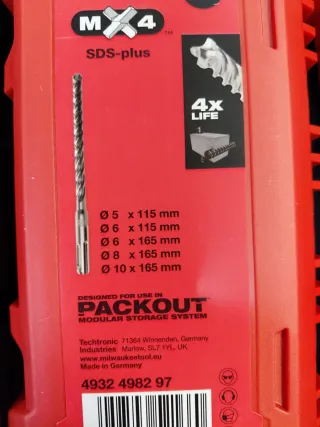 MX4
TM
SDS-plus
4x
LIFE
Ø 5 x 115 mm
Ø 6 x 115 mm
Ø 6 x 165 mm
Ø 8 x 165 mm
Ø 10 x 165 mm
DESIGNED FOR USE IN
PACKOUT
MODULAR STORAGE SYSTEM
Techtronic 71364 Winnenden, Germany
Industries Marlow, SL7 1YL, UK
www.milwaukeetool.eu
Made in Germany
4932 4982 97